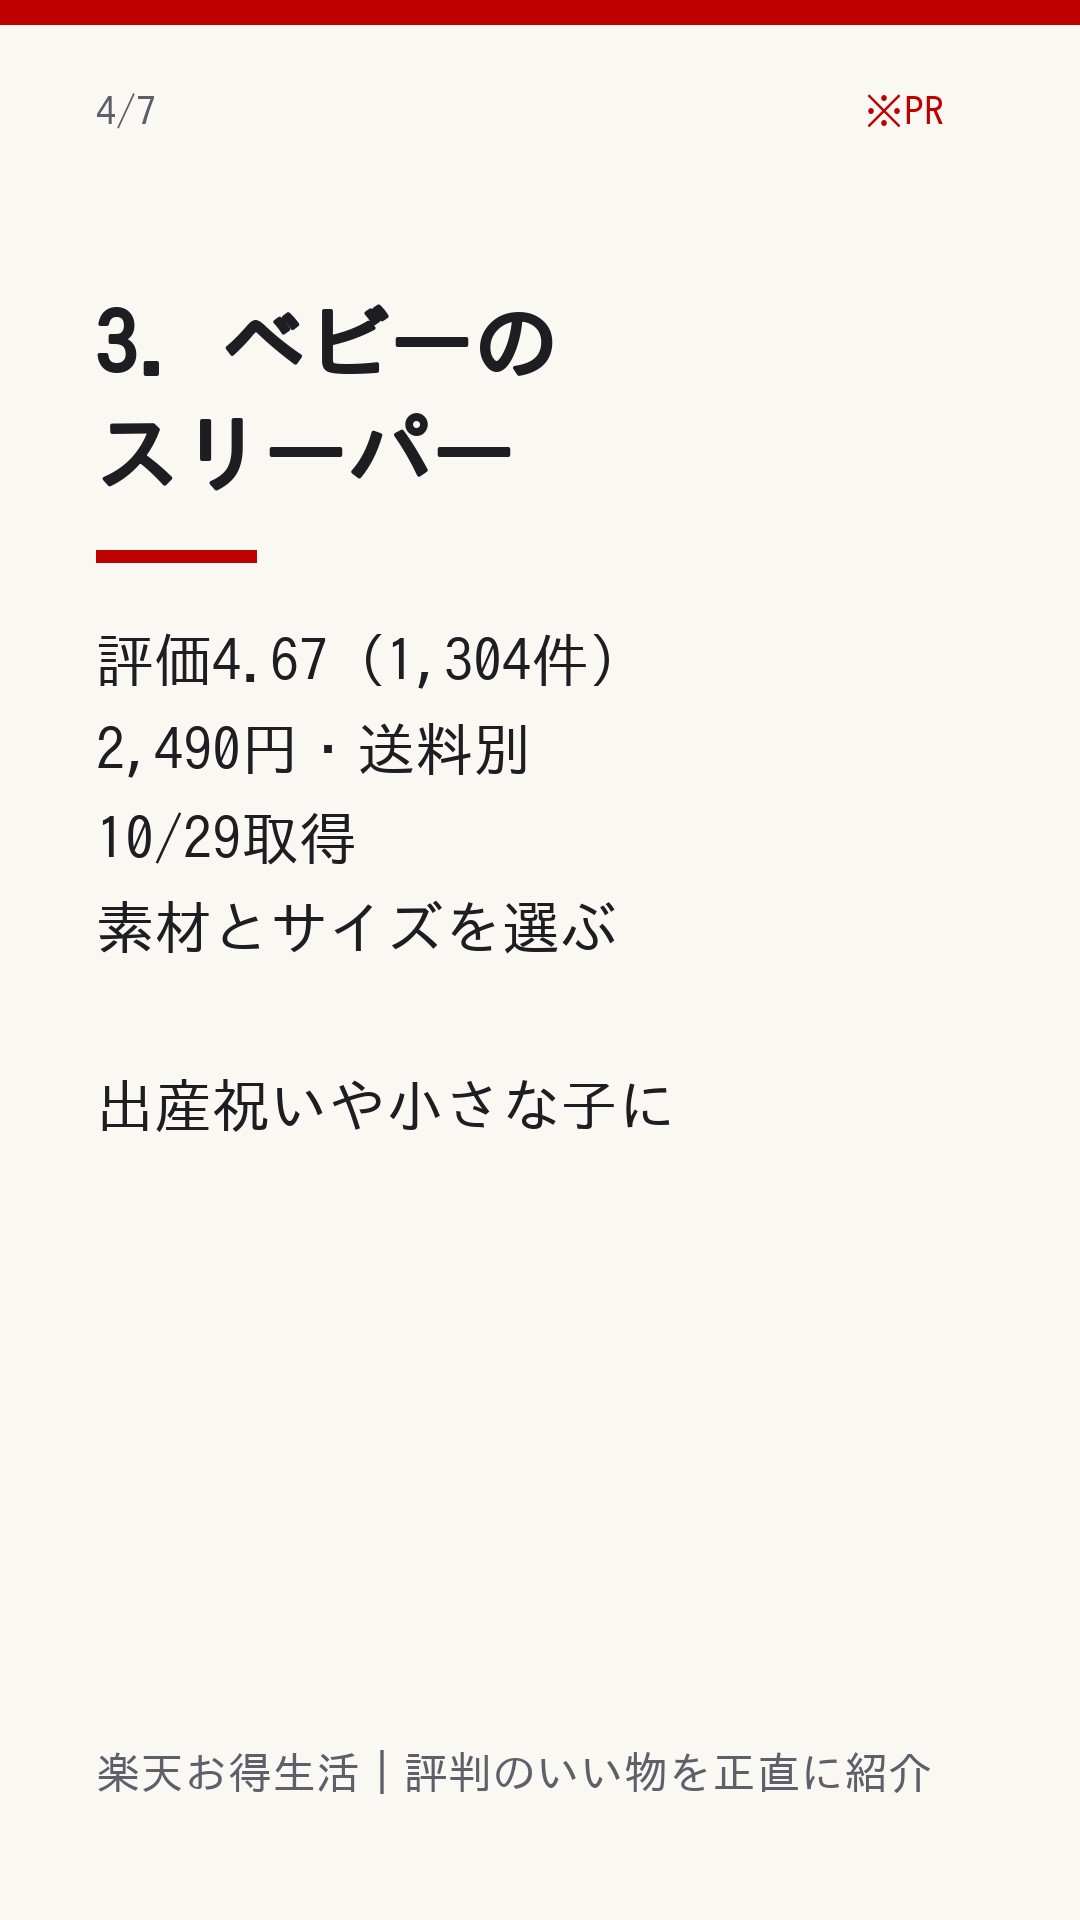 4/7
※PR
3. ベビーの
スリーパー
評価4.67（1,304件）
2,490円・送料別
10/29取得
素材とサイズを選ぶ
出産祝いや小さな子に
楽天お得生活｜評判のいい物を正直に紹介